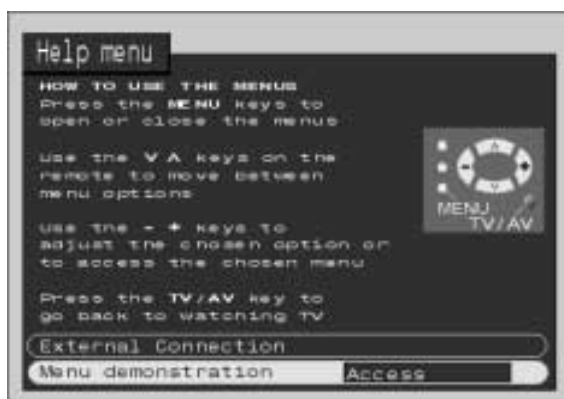 Help menu
HOW TO USE THE MENUS
Press the MENU keys to
open or close the menus
Use the V Λ keys on the
remote to move between
menu options
Use the - + keys to
adjust the chosen option or
to access the chosen menu
Press the TV/AV key to
go back to watching TV
MENU
TV/AV
External Connection
Menu demonstration Access